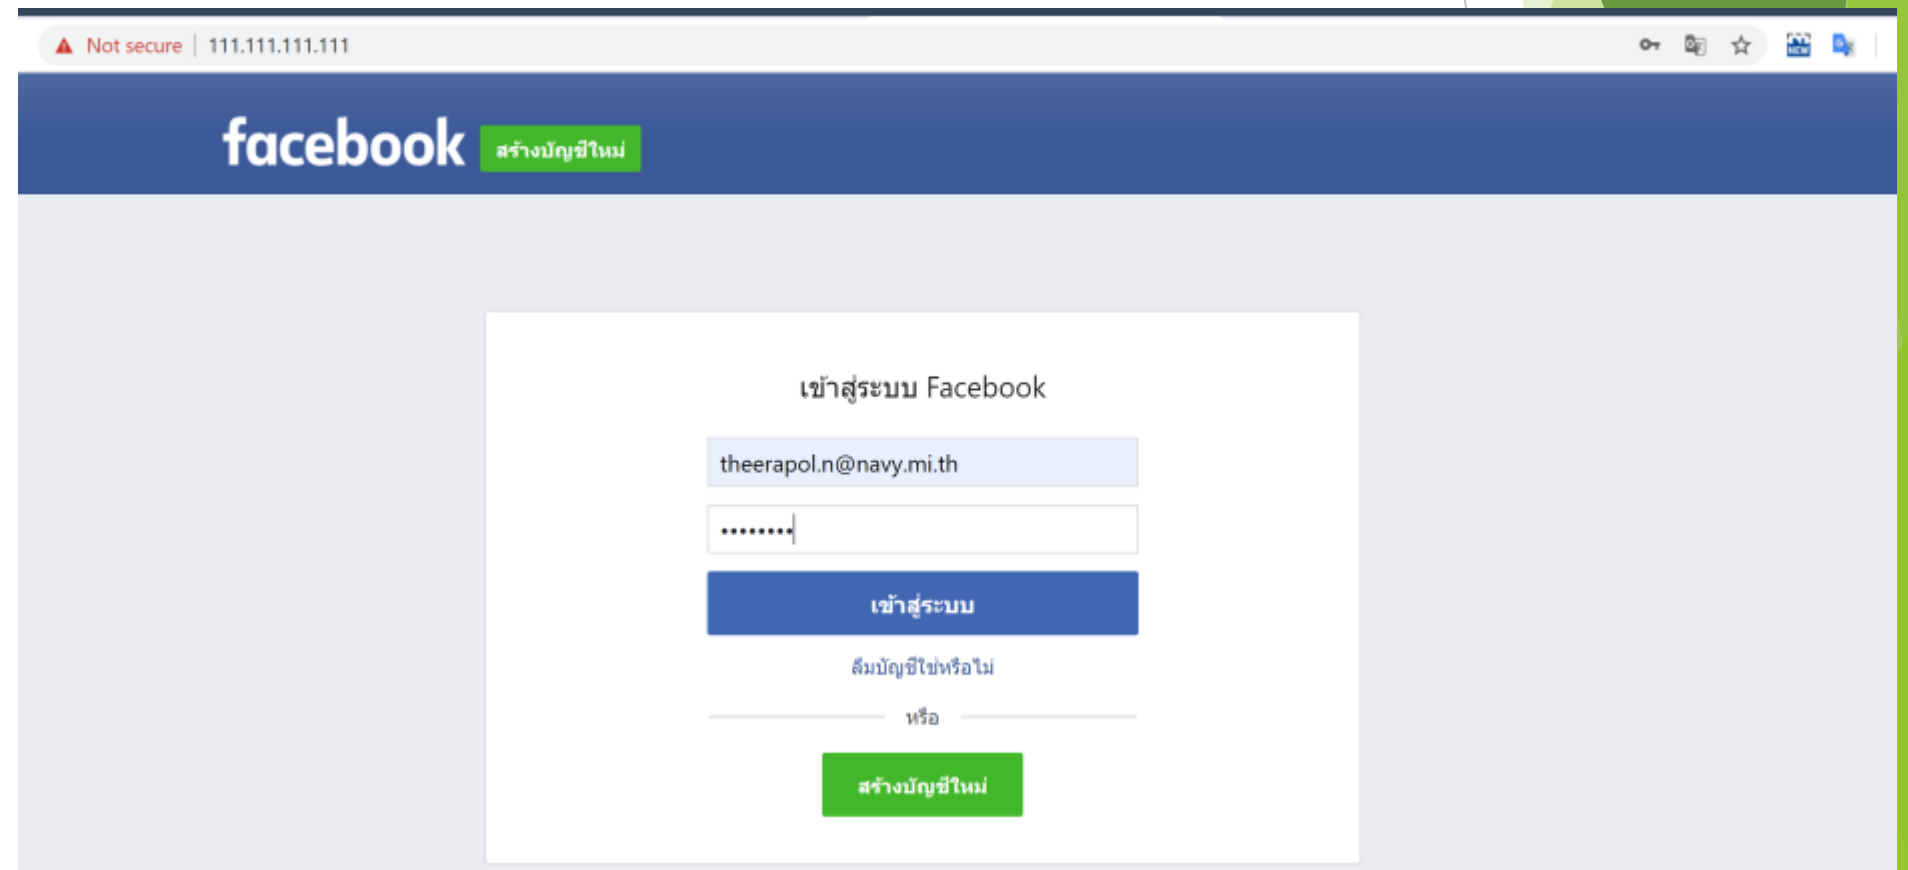 Not secure | 111.111.111.111
facebook สร้างบัญชีใหม่
เข้าสู่ระบบ Facebook
theerapol.n@navy.mi.th
••••••••
เข้าสู่ระบบ
ลืมบัญชีใช่หรือไม่
หรือ
สร้างบัญชีใหม่